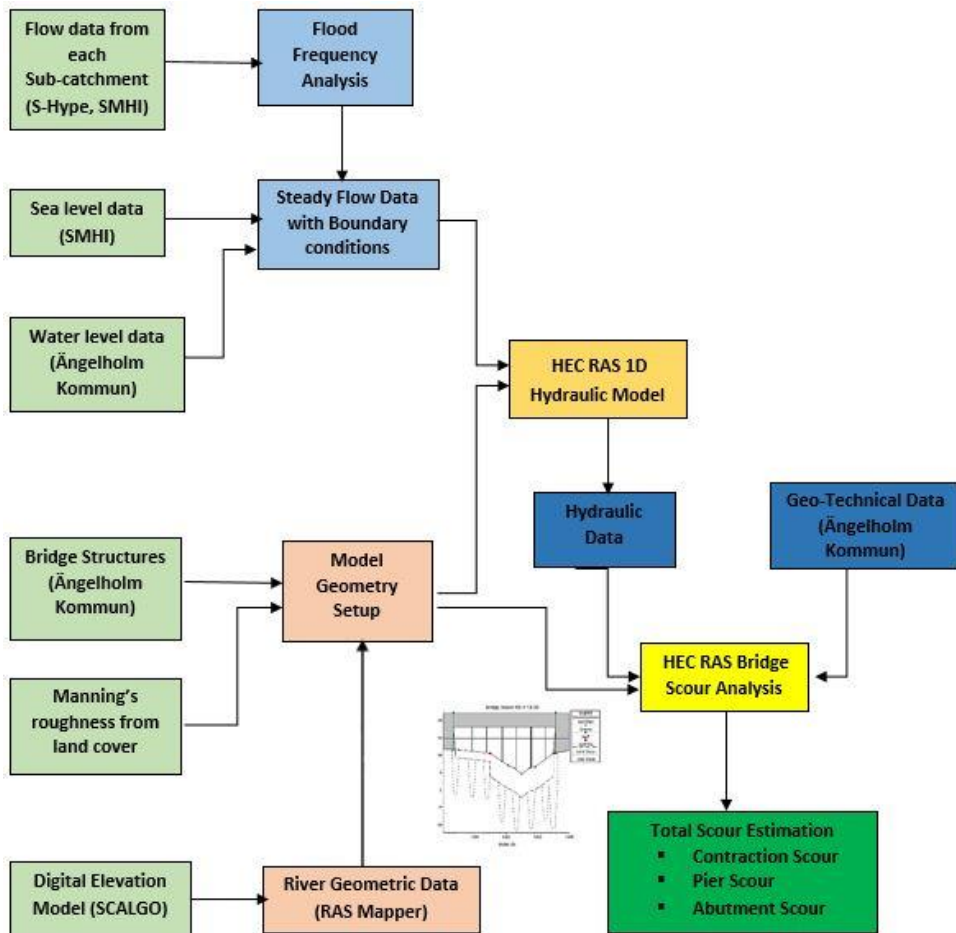 Flow data from
each
Sub-catchment
(S-Hype, SMHI)
Flood
Frequency
Analysis
Sea level data
(SMHI)
Steady Flow Data
with Boundary
conditions
Water level data
(Ängelholm
Kommun)
HEC RAS 1D
Hydraulic Model
Hydraulic
Data
Geo-Technical Data
(Ängelholm
Kommun)
Bridge Structures
(Ängelholm
Kommun)
Model
Geometry
Setup
HEC RAS Bridge
Scour Analysis
Manning's
roughness from
land cover
Total Scour Estimation
▪ Contraction Scour
▪ Pier Scour
▪ Abutment Scour
Digital Elevation
Model (SCALGO)
River Geometric Data
(RAS Mapper)